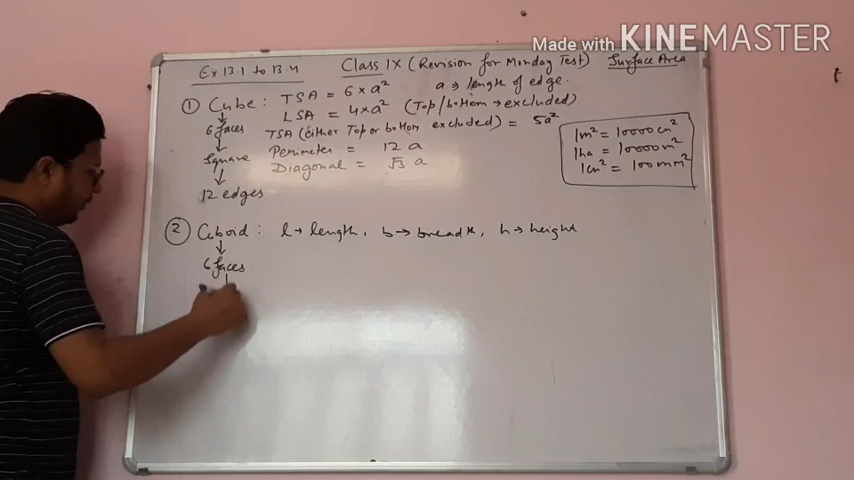 Made with KINEMASTER
Ex 13.1 to 13.4 Class IX (Revision for Monday Test) Surface Area
① Cube : TSA = 6 × a² a → length of edge.
↓ LSA = 4 × a² (Top/bottom → excluded)
6 faces TSA (either Top or bottom excluded) = 5a²
↓
Square Perimeter = 12 a
↓ Diagonal = √3 a
12 edges
1m² = 10000 cm²
1ha = 10000 m²
1cm² = 100 mm²
② Cuboid : l → length, b → breadth, h → height
↓
6 faces